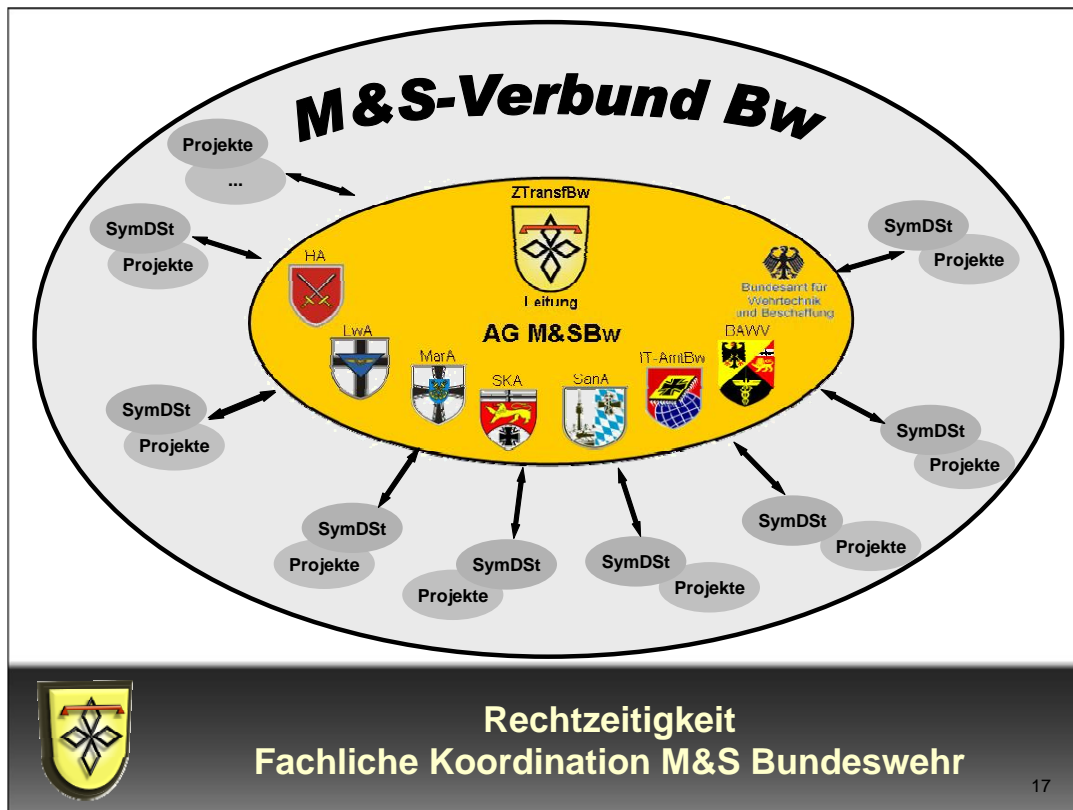 M&S-Verbund Bw
Projekte
...
SymDSt
Projekte
SymDSt
Projekte
SymDSt
Projekte
SymDSt
Projekte
SymDSt
Projekte
SymDSt
Projekte
SymDSt
Projekte
SymDSt
Projekte
ZTransfBw
Leitung
AG M&SBw
HA
LwA
MarA
SKA
SanA
IT-AmtBw
BAWV
Bundesamt für
Wehrtechnik
und Beschaffung
Rechtzeitigkeit
Fachliche Koordination M&S Bundeswehr
17